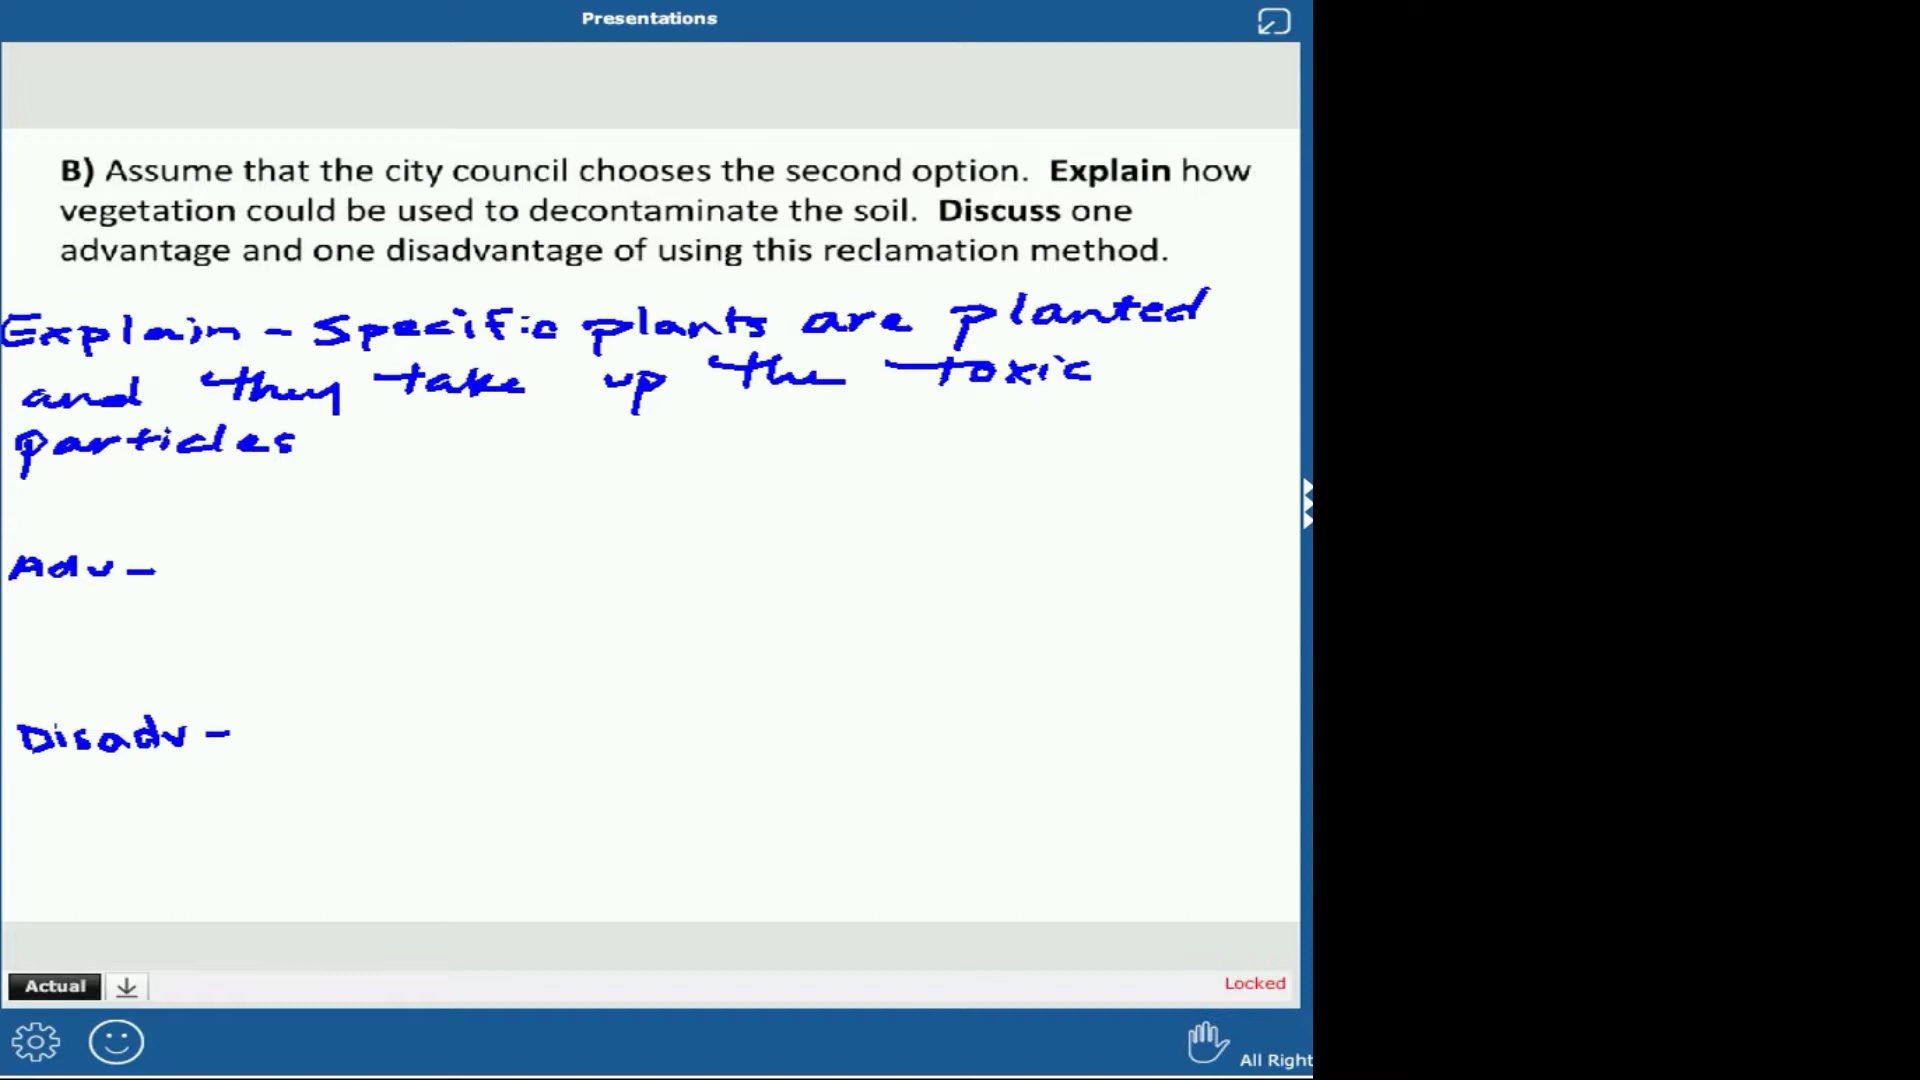 Presentations
B) Assume that the city council chooses the second option. Explain how
vegetation could be used to decontaminate the soil. Discuss one
advantage and one disadvantage of using this reclamation method.
Explain - specific plants are planted
and they take up the toxic
particles
Adv -
Disadv -
Actual
Locked
All Right